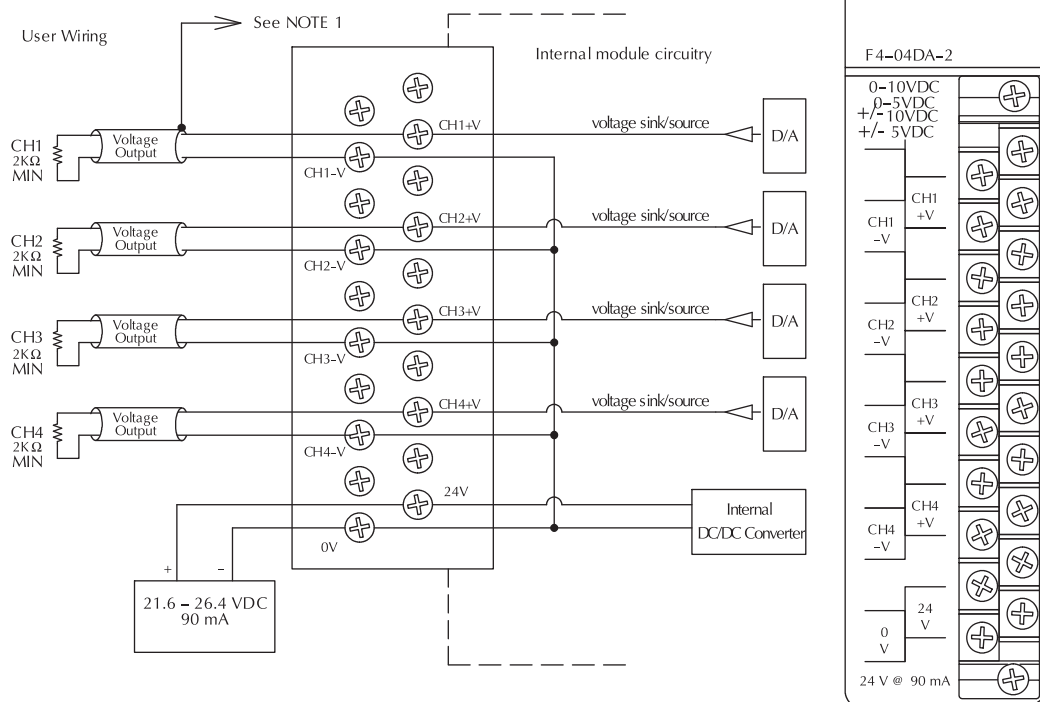 See NOTE 1
User Wiring
Internal module circuitry
CH1
2KΩ
MIN
Voltage
Output
CH1+V
CH1–V
voltage sink/source
D/A
CH2
2KΩ
MIN
Voltage
Output
CH2+V
CH2–V
voltage sink/source
D/A
CH3
2KΩ
MIN
Voltage
Output
CH3+V
CH3–V
voltage sink/source
D/A
CH4
2KΩ
MIN
Voltage
Output
CH4+V
CH4–V
voltage sink/source
D/A
24V
0V
Internal
DC/DC Converter
+ –
21.6 – 26.4 VDC
90 mA
F4–04DA–2
0–10VDC
0–5VDC
+/– 10VDC
+/– 5VDC
CH1
+V
CH1
–V
CH2
+V
CH2
–V
CH3
+V
CH3
–V
CH4
+V
CH4
–V
24
V
0
V
24 V @ 90 mA